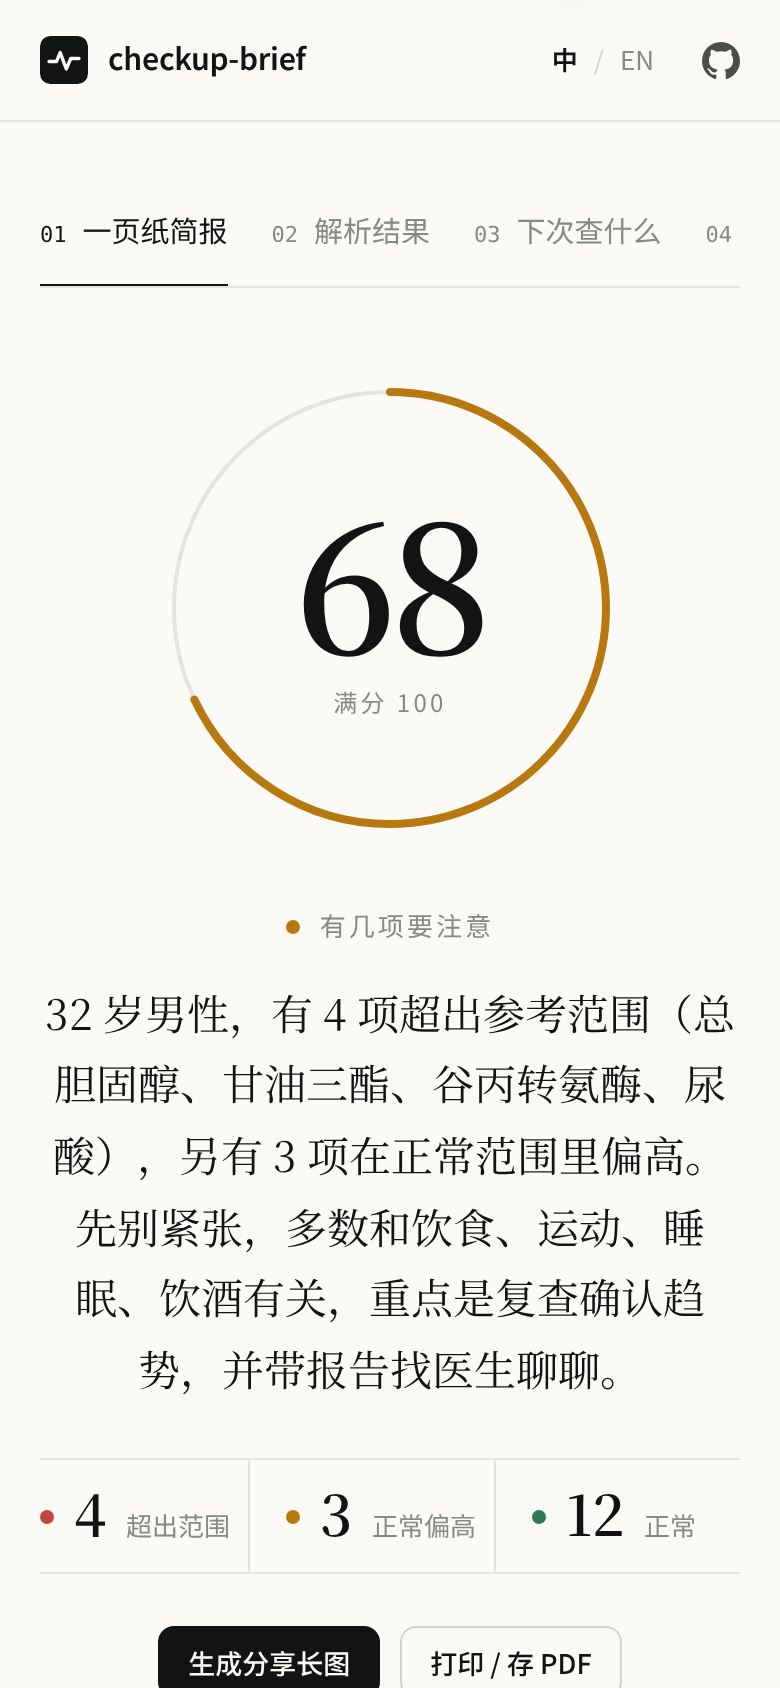 checkup-brief 中 / EN
01 一页纸简报 02 解析结果 03 下次查什么 04
68
满分 100
有几项要注意
32 岁男性，有 4 项超出参考范围（总
胆固醇、甘油三酯、谷丙转氨酶、尿
酸），另有 3 项在正常范围里偏高。
先别紧张，多数和饮食、运动、睡
眠、饮酒有关，重点是复查确认趋
势，并带报告找医生聊聊。
4 超出范围 3 正常偏高 12 正常
生成分享长图 打印 / 存 PDF